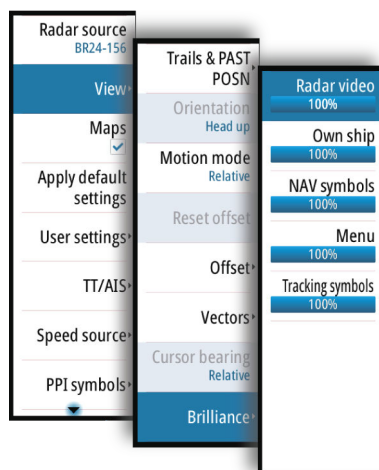 Radar source
BR24-156
View
Maps
Apply default
settings
User settings
TT/AIS
Speed source
PPI symbols
Trails & PAST
POSN
Orientation
Head up
Motion mode
Relative
Reset offset
Offset
Vectors
Cursor bearing
Relative
Brilliance
Radar video
100%
Own ship
100%
NAV symbols
100%
Menu
100%
Tracking symbols
100%